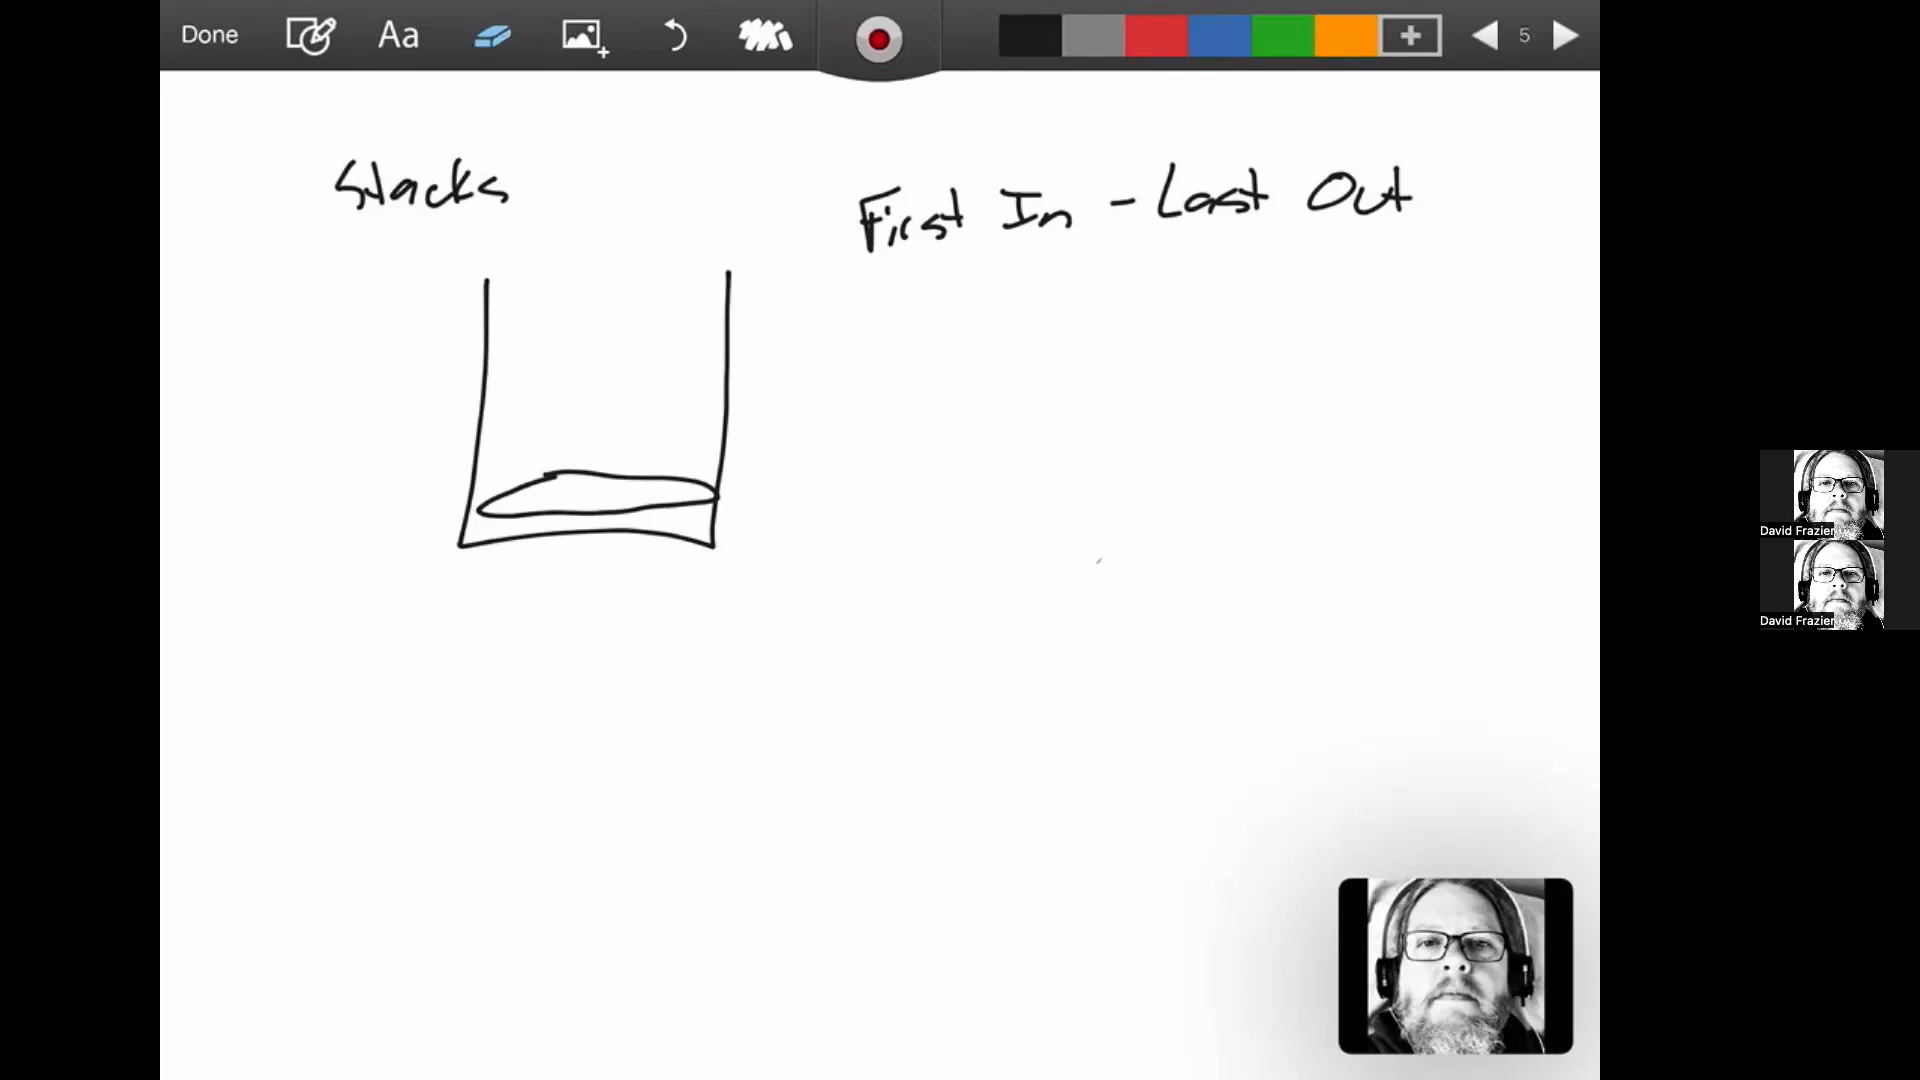 Done Aa 5
Stacks
First In - Last Out
David Frazier
David Frazier